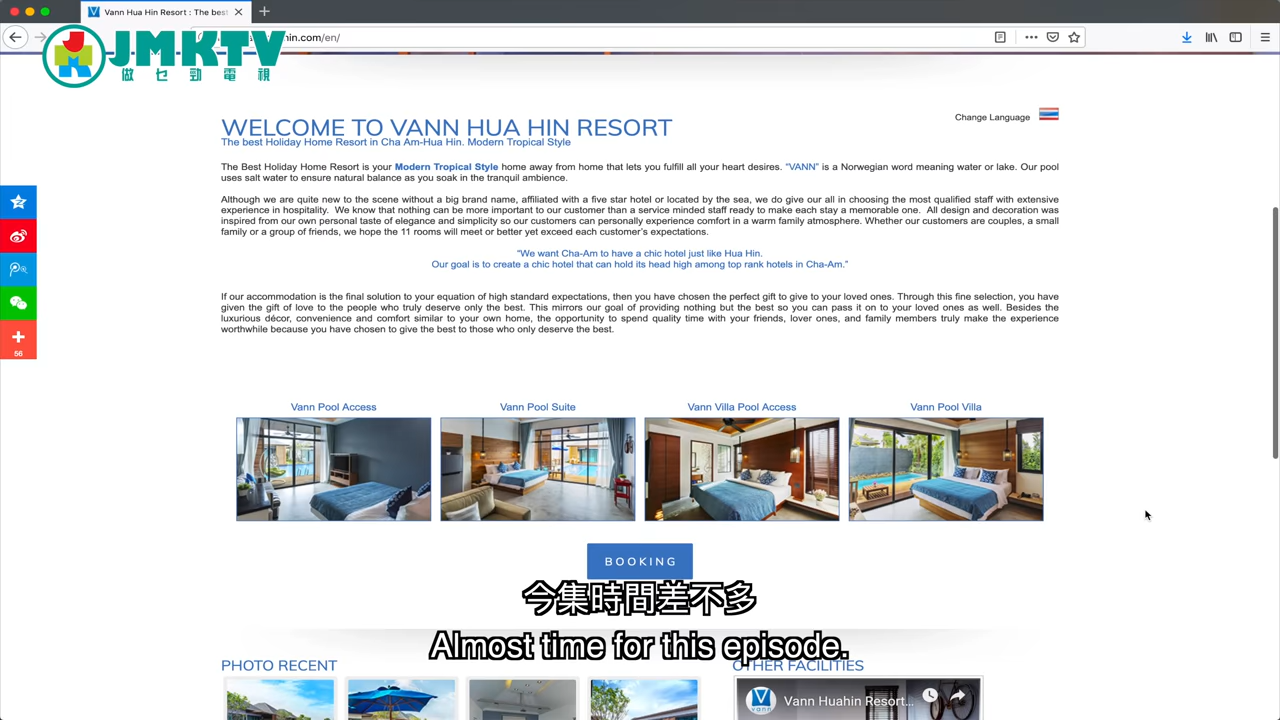 Vann Hua Hin Resort : The best
hin.com/en/
JMKTV
做乜勁電視
Change Language
WELCOME TO VANN HUA HIN RESORT
The best Holiday Home Resort in Cha Am-Hua Hin. Modern Tropical Style
The Best Holiday Home Resort is your Modern Tropical Style home away from home that lets you fulfill all your heart desires. “VANN” is a Norwegian word meaning water or lake. Our pool
uses salt water to ensure natural balance as you soak in the tranquil ambience.
Although we are quite new to the scene without a big brand name, affiliated with a five star hotel or located by the sea, we do give our all in choosing the most qualified staff with extensive
experience in hospitality. We know that nothing can be more important to our customer than a service minded staff ready to make each stay a memorable one. All design and decoration was
inspired from our own personal taste of elegance and simplicity so our customers can personally experience comfort in a warm family atmosphere. Whether our customers are couples, a small
family or a group of friends, we hope the 11 rooms will meet or better yet exceed each customer’s expectations.
“We want Cha-Am to have a chic hotel just like Hua Hin.
Our goal is to create a chic hotel that can hold its head high among top rank hotels in Cha-Am.”
If our accommodation is the final solution to your equation of high standard expectations, then you have chosen the perfect gift to give to your loved ones. Through this fine selection, you have
given the gift of love to the people who truly deserve only the best. This mirrors our goal of providing nothing but the best so you can pass it on to your loved ones as well. Besides the
luxurious décor, convenience and comfort similar to your own home, the opportunity to spend quality time with your friends, lover ones, and family members truly make the experience
worthwhile because you have chosen to give the best to those who only deserve the best.
56
Vann Pool Access
Vann Pool Suite
Vann Villa Pool Access
Vann Pool Villa
BOOKING
今集時間差不多
Almost time for this episode.
PHOTO RECENT
OTHER FACILITIES
vann
Vann Huahin Resort...